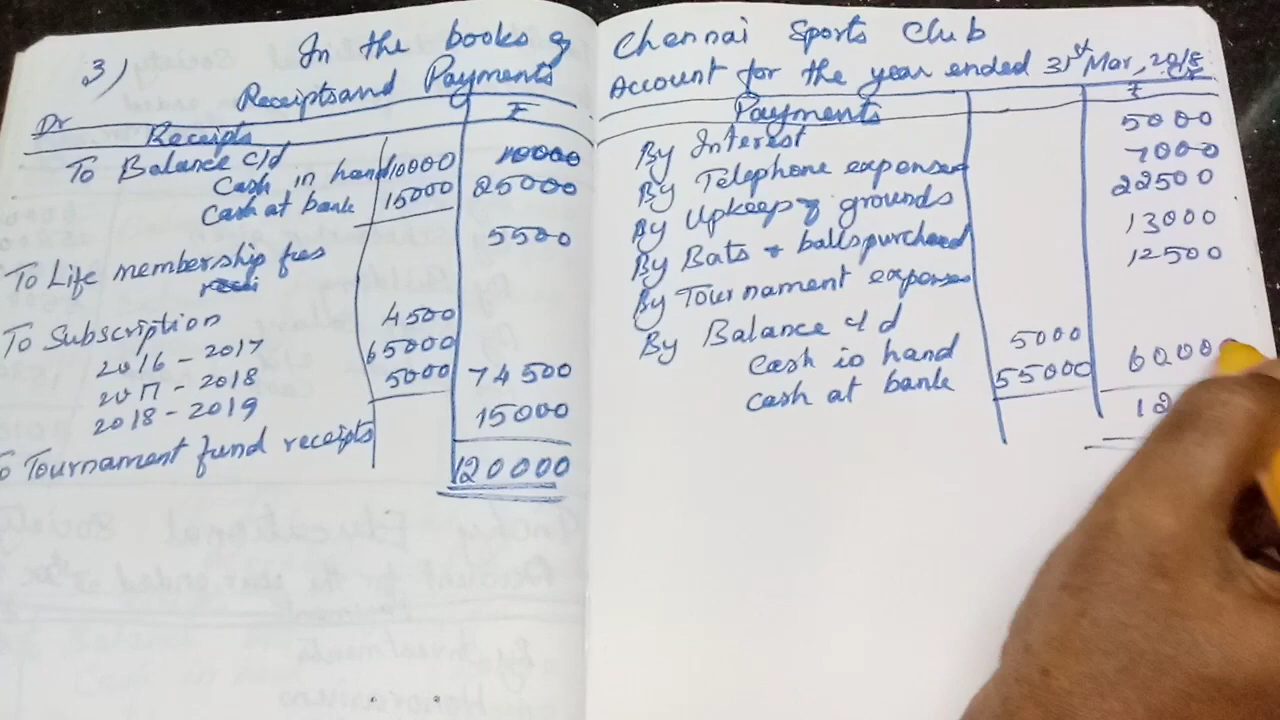 3)
In the books of Chennai Sports Club
Receipts and Payments Account for the year ended 31st Mar, 2018
Dr
Cr
Receipts ₹
To Balance c/d
Cash in hand 10000
Cash at bank 15000 25000
To Life membership fees 5500
To Subscription
2016 - 2017 4500
2017 - 2018 65000
2018 - 2019 5000 74500
To Tournament fund receipts 15000
120000
Payments ₹
By Interest 5000
By Telephone expenses 7000
By Upkeep of grounds 22500
By Bats & balls purchased 13000
By Tournament expenses 12500
By Balance c/d
Cash in hand 5000
Cash at bank 55000 60000